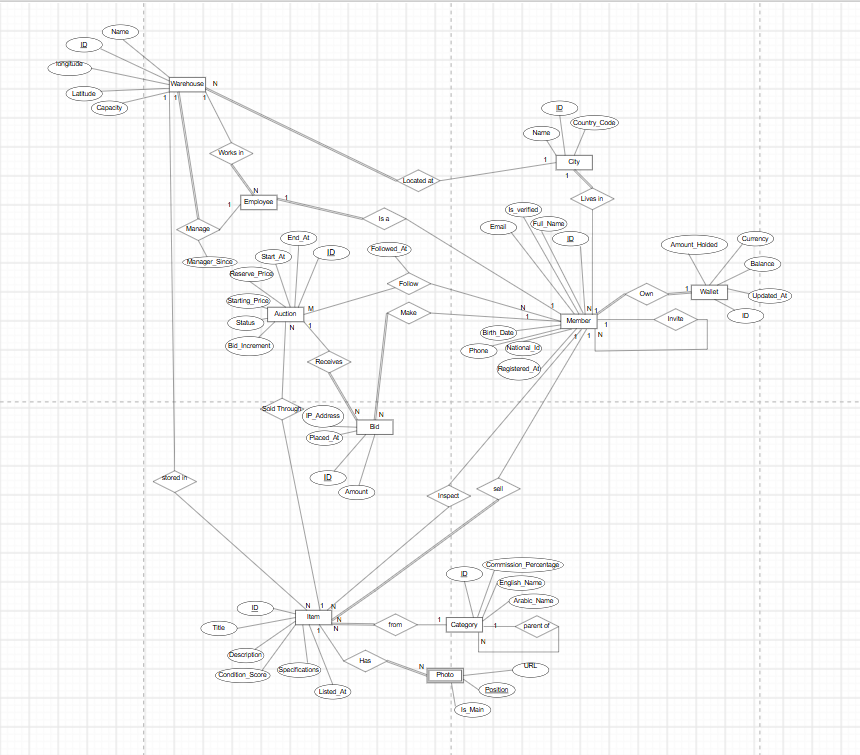 Name
ID
longitude
Warehouse
N
Latitude
1
1
1
Capacity
ID
Country_Code
Name
Works in
1
City
Located at
1
N
Lives in
1
Employee
1
Is_verified
Is a
Full_Name
Email
Manage
End_At
ID
Followed_At
Amount_Holded
Currency
Start_At
ID
Manager_Since
Balance
Reserve_Price
Follow
Own
1
Wallet
Updated_At
Starting_Price
M
N
1
N
1
Auction
Make
1
Member
1
Invite
ID
Status
N
1
Birth_Date
1
1
N
Bid_Increment
Phone
National_Id
Receives
Registered_At
Sold Through
IP_Address
N
N
Bid
Placed_At
ID
stored in
Amount
Inspect
sell
Commission_Percentage
ID
English_Name
Arabic_Name
ID
N
1
N
Item
N
Title
N
from
1
Category
1
parent of
1
N
Description
Has
N
Photo
URL
Condition_Score
Specifications
Position
Listed_At
Is_Main